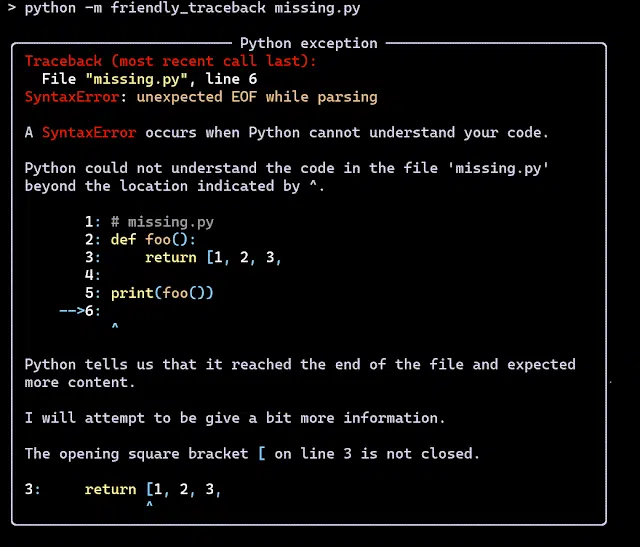 > python -m friendly_traceback missing.py
Python exception
Traceback (most recent call last):
  File "missing.py", line 6
SyntaxError: unexpected EOF while parsing
A SyntaxError occurs when Python cannot understand your code.
Python could not understand the code in the file 'missing.py'
beyond the location indicated by ^.
       1: # missing.py
       2: def foo():
       3:     return [1, 2, 3,
       4:
       5: print(foo())
    -->6:
          ^
Python tells us that it reached the end of the file and expected
more content.
I will attempt to be give a bit more information.
The opening square bracket [ on line 3 is not closed.
3:     return [1, 2, 3,
              ^